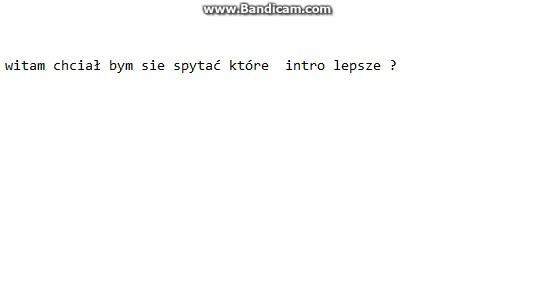 www.Bandicam.com
witam chciał bym sie spytać które  intro lepsze ?